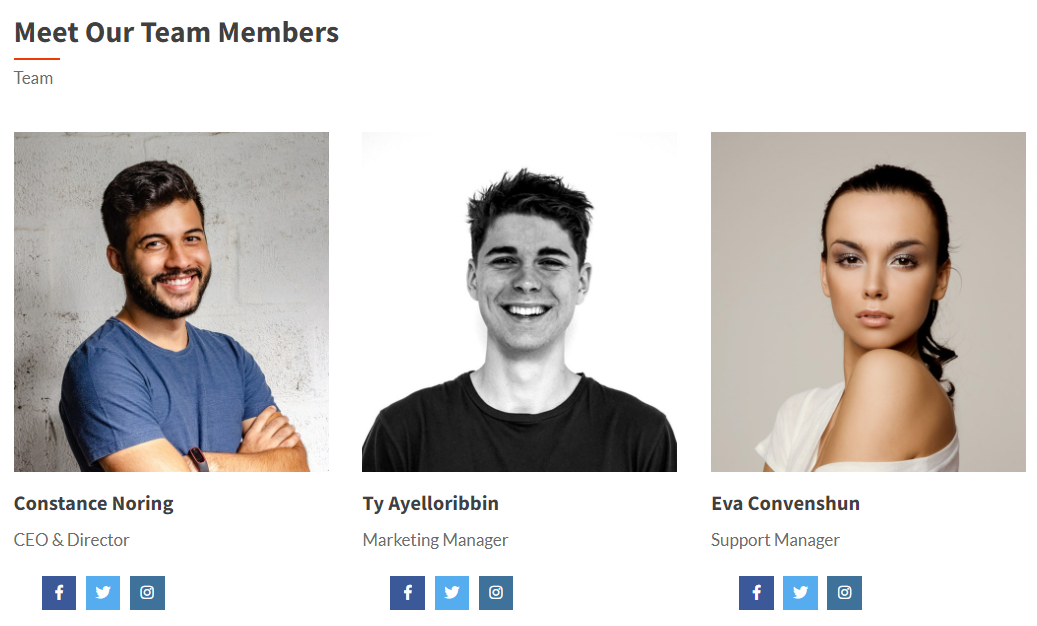 Meet Our Team Members
Team
Constance Noring
Ty Ayelloribbin
Eva Convenshun
CEO & Director
Marketing Manager
Support Manager